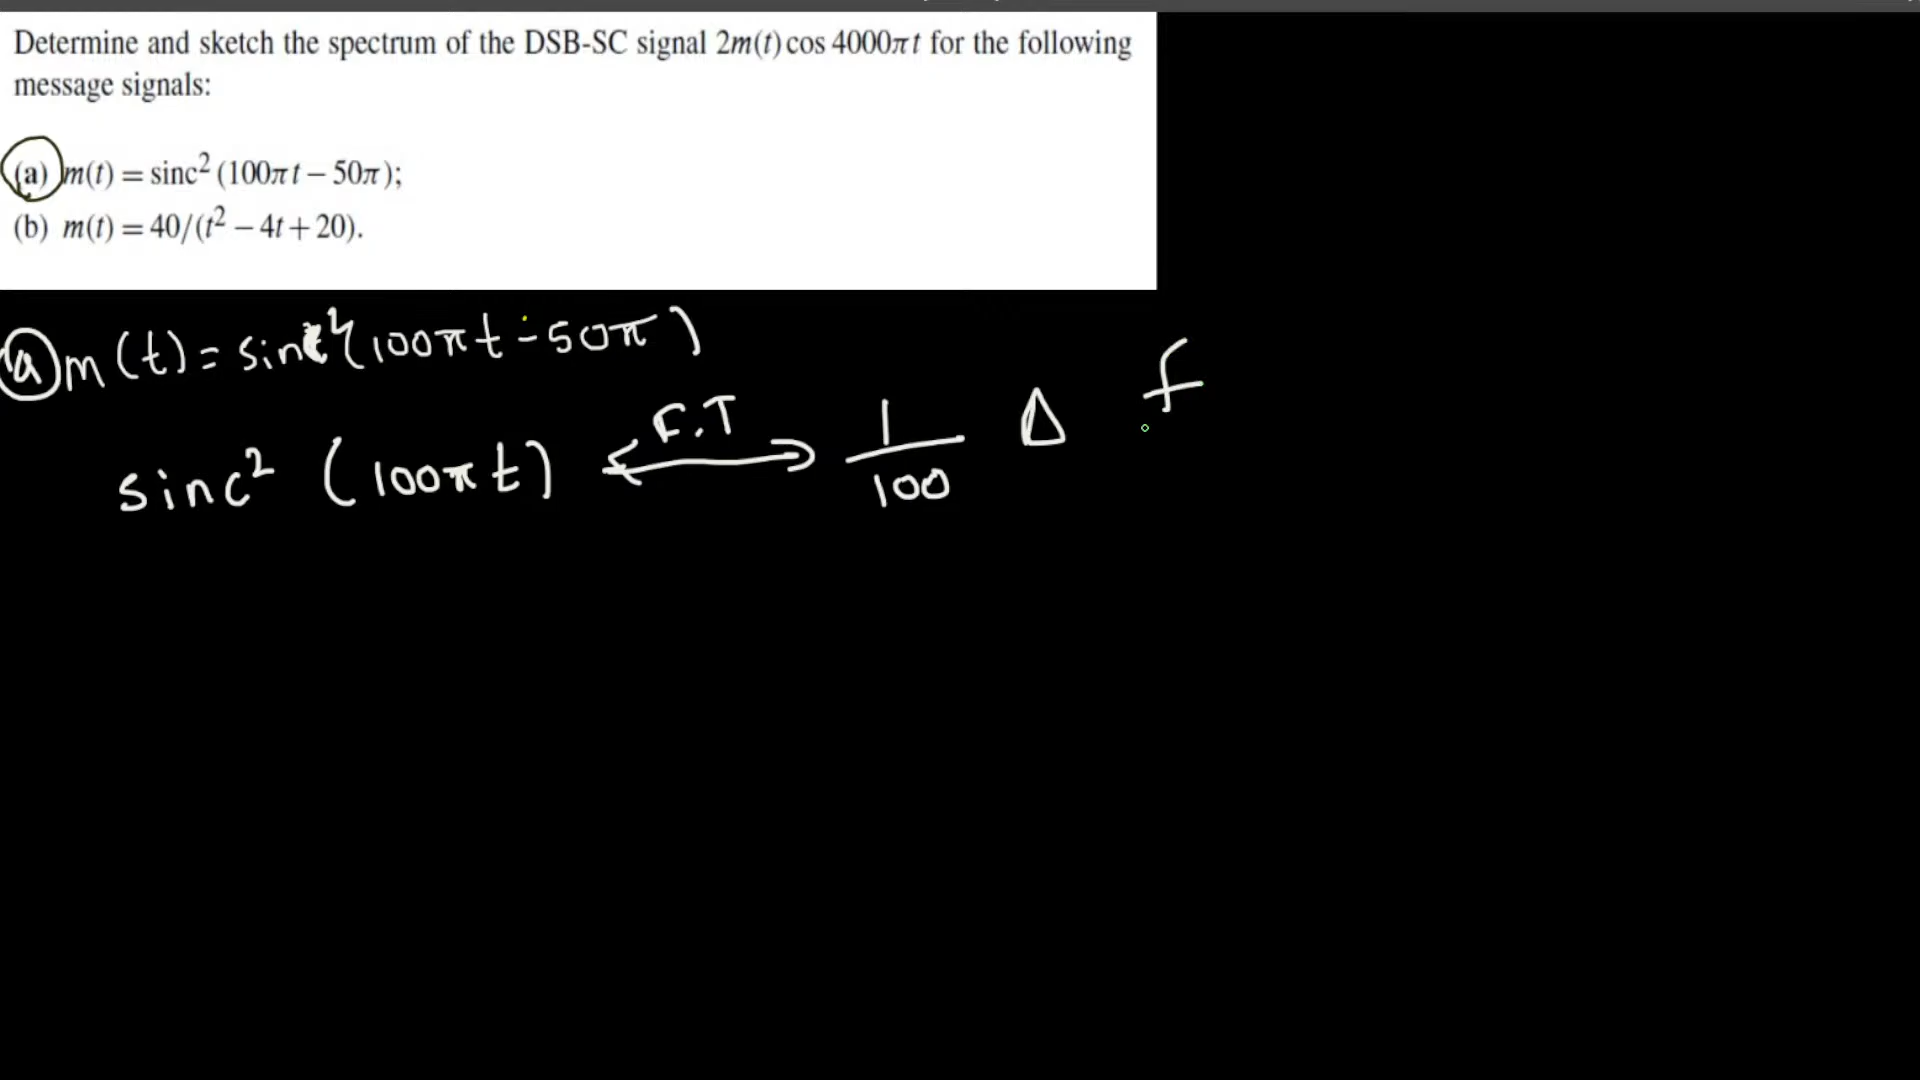 Determine and sketch the spectrum of the DSB-SC signal 2m(t) cos 4000πt for the following
message signals:
(a) m(t) = sinc² (100πt − 50π);
(b) m(t) = 40/(t² − 4t + 20).
(a) m(t) = sinc² (100πt − 50π)
sinc² (100πt) ⟷ F.T 1/100 Δ f